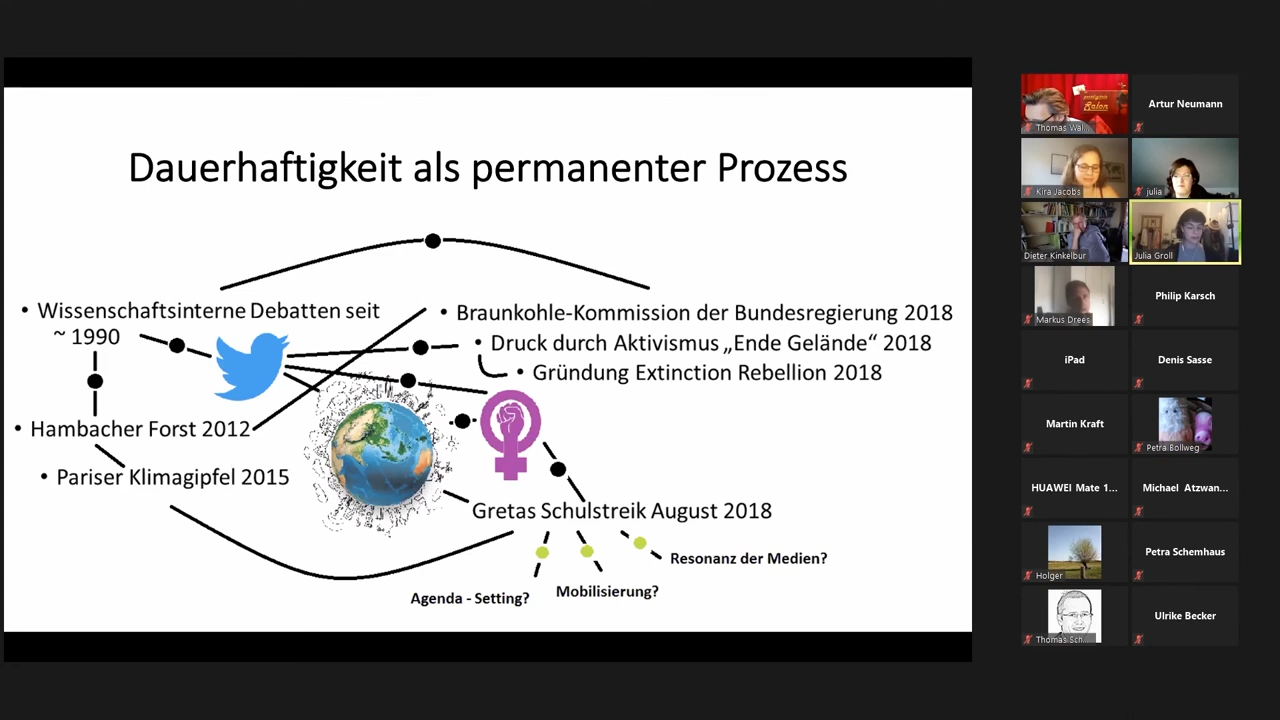 Dauerhaftigkeit als permanenter Prozess
• Wissenschaftsinterne Debatten seit
~ 1990
• Hambacher Forst 2012
• Pariser Klimagipfel 2015
• Braunkohle-Kommission der Bundesregierung 2018
• Druck durch Aktivismus „Ende Gelände“ 2018
• Gründung Extinction Rebellion 2018
Gretas Schulstreik August 2018
Resonanz der Medien?
Mobilisierung?
Agenda - Setting?
Salon
Thomas Wal...
Artur Neumann
Kira Jacobs
julia
Dieter Kinkelbur
Julia Groll
Markus Drees
Philip Karsch
iPad
Denis Sasse
Martin Kraft
Petra Bollweg
HUAWEI Mate 1...
Michael Atzwan...
Holger
Petra Schemhaus
Thomas Sch...
Ulrike Becker